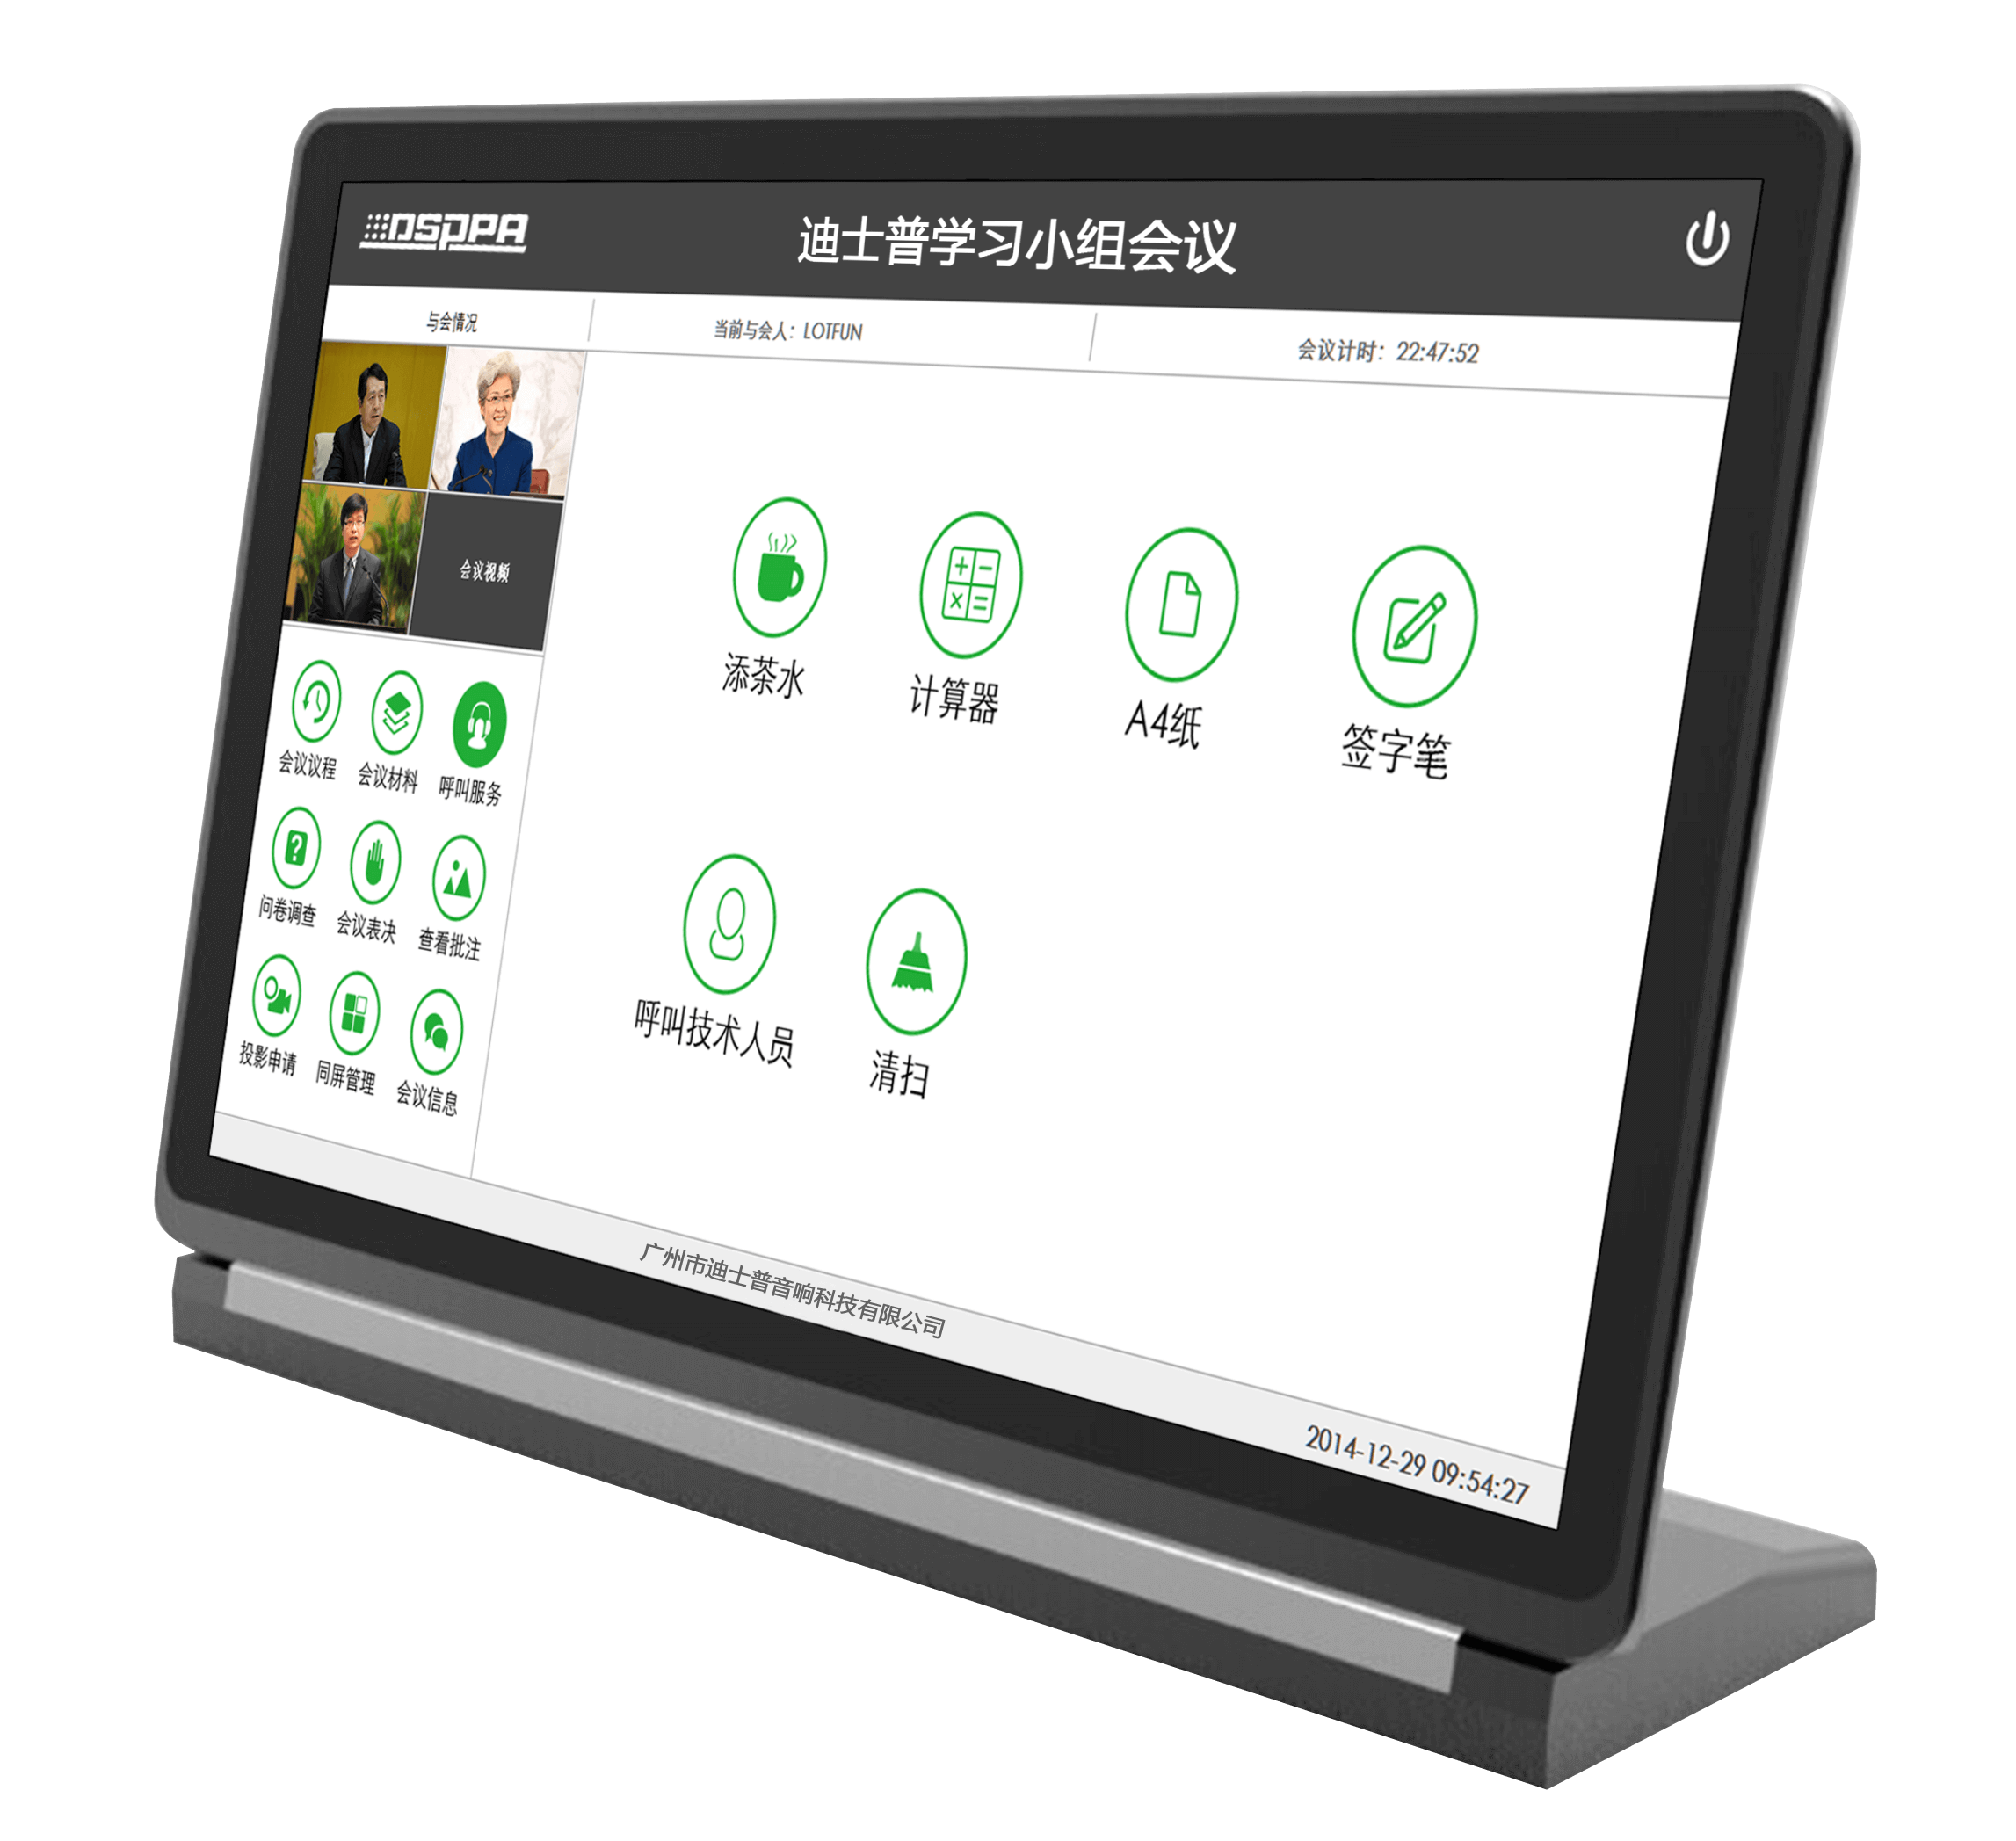 DSPPA
迪士普学习小组会议
与会情况
当前与会人：LOTFUN
会议计时：22:47:52
会议视频
会议议程
会议材料
呼叫服务
问卷调查
会议表决
查看批注
投影申请
同屏管理
会议信息
添茶水
计算器
A4纸
签字笔
呼叫技术人员
清扫
广州市迪士普音响科技有限公司
2014-12-29 09:54:27